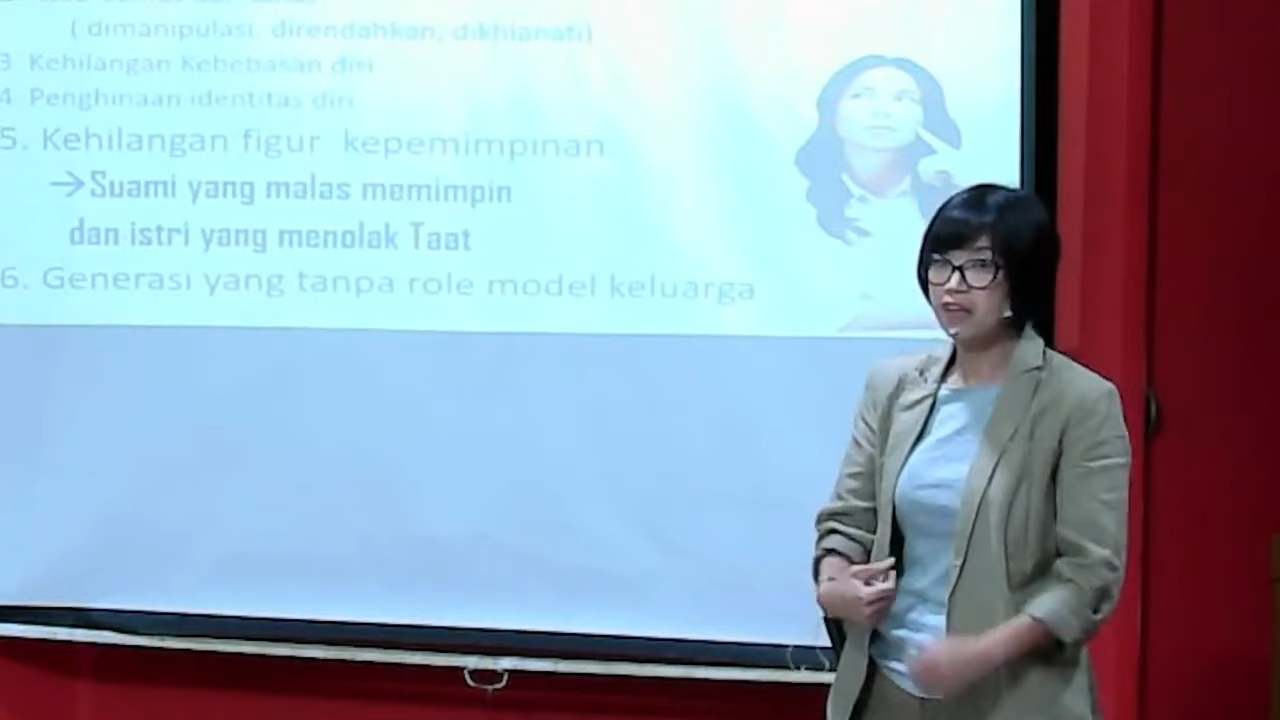 ( dimanipulasi, direndahkan, dikhianati)
3. Kehilangan Kebebasan diri
4. Penghinaan identitas diri
5. Kehilangan figur kepemimpinan
→Suami yang malas memimpin
dan istri yang menolak Taat
6. Generasi yang tanpa role model keluarga